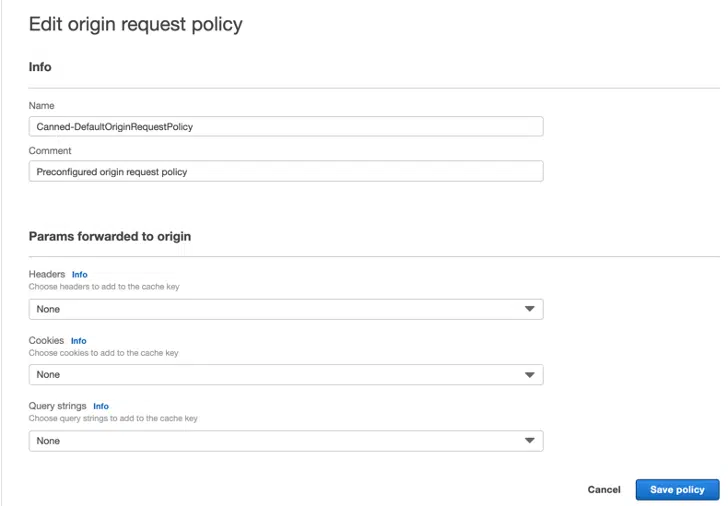 Edit origin request policy
Info
Name
Canned-DefaultOriginRequestPolicy
Comment
Preconfigured origin request policy
Params forwarded to origin
Headers Info
Choose headers to add to the cache key
None
Cookies Info
Choose cookies to add to the cache key
None
Query strings Info
Choose query strings to add to the cache key
None
Cancel Save policy